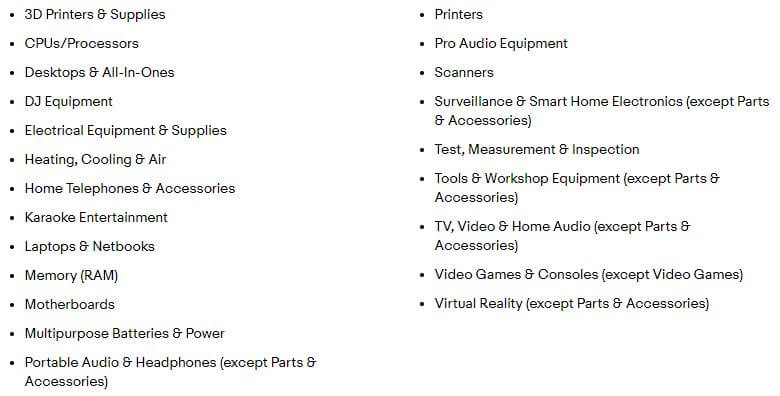 3D Printers & Supplies
CPUs/Processors
Desktops & All-In-Ones
DJ Equipment
Electrical Equipment & Supplies
Heating, Cooling & Air
Home Telephones & Accessories
Karaoke Entertainment
Laptops & Netbooks
Memory (RAM)
Motherboards
Multipurpose Batteries & Power
Portable Audio & Headphones (except Parts &
Accessories)
Printers
Pro Audio Equipment
Scanners
Surveillance & Smart Home Electronics (except Parts
& Accessories)
Test, Measurement & Inspection
Tools & Workshop Equipment (except Parts &
Accessories)
TV, Video & Home Audio (except Parts &
Accessories)
Video Games & Consoles (except Video Games)
Virtual Reality (except Parts & Accessories)